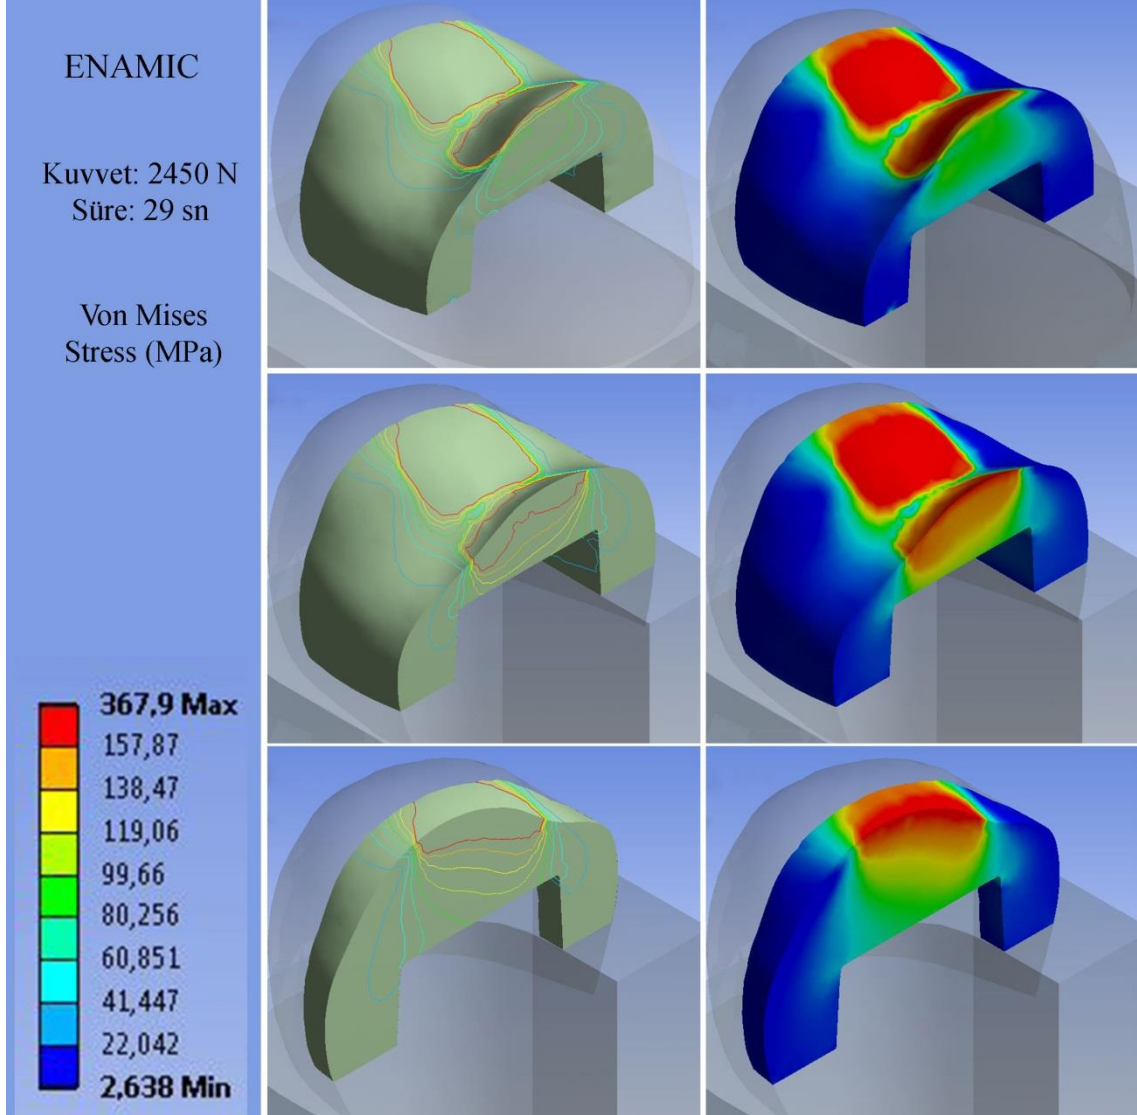 ENAMIC
Kuvvet: 2450 N
Süre: 29 sn
Von Mises
Stress (MPa)
367,9 Max
157,87
138,47
119,06
99,66
80,256
60,851
41,447
22,042
2,638 Min